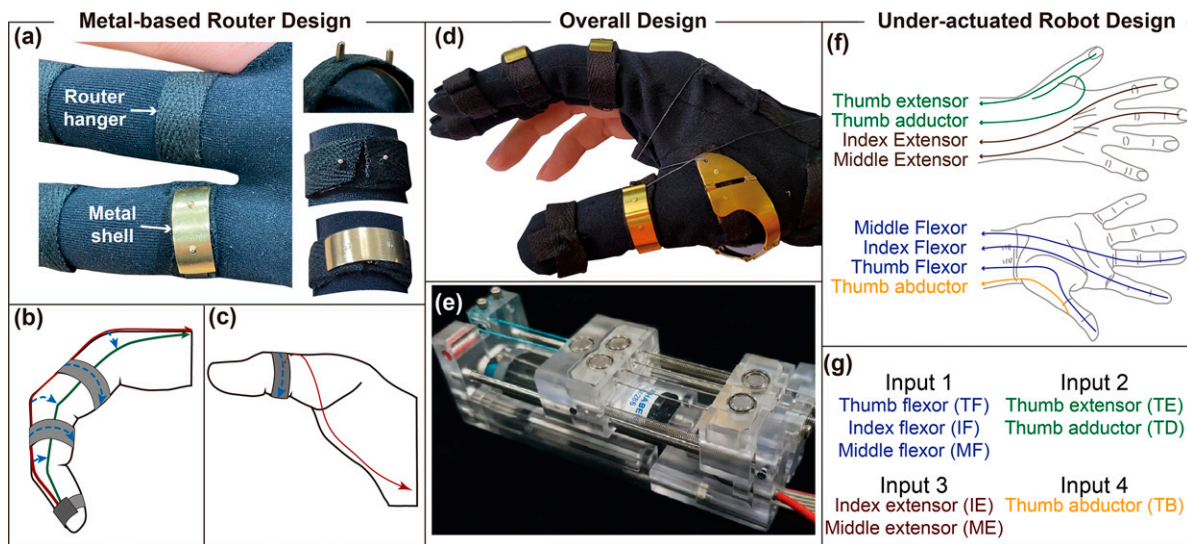 Metal-based Router Design
Overall Design
Under-actuated Robot Design
(a)
Router
hanger
Metal
shell
(b)
(c)
(d)
(e)
(f)
Thumb extensor
Thumb adductor
Index Extensor
Middle Extensor
Middle Flexor
Index Flexor
Thumb Flexor
Thumb abductor
(g)
Input 1
Thumb flexor (TF)
Index flexor (IF)
Middle flexor (MF)
Input 2
Thumb extensor (TE)
Thumb adductor (TD)
Input 3
Index extensor (IE)
Middle extensor (ME)
Input 4
Thumb abductor (TB)